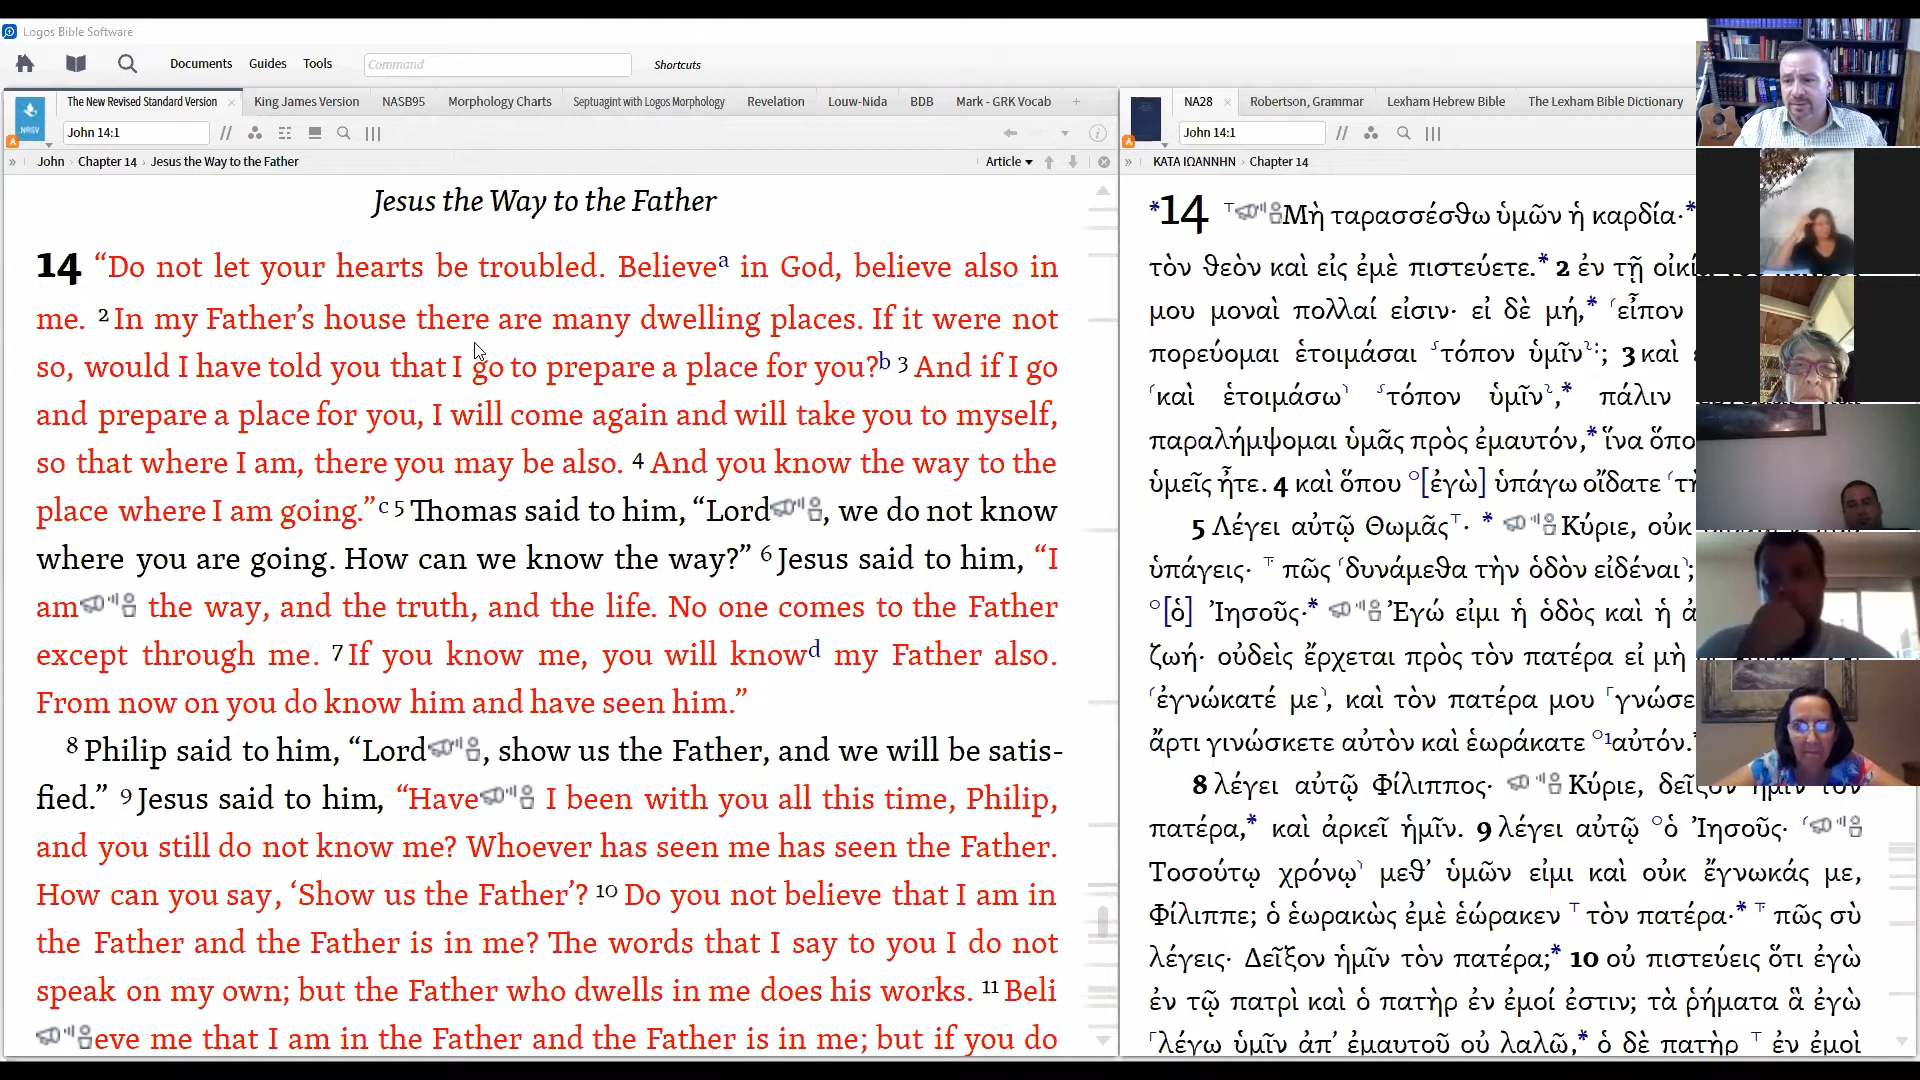 Logos Bible Software
Documents Guides Tools Command Shortcuts
The New Revised Standard Version King James Version NASB95 Morphology Charts Septuagint with Logos Morphology Revelation Louw-Nida BDB Mark - GRK Vocab
NRSV
John 14:1
John › Chapter 14 › Jesus the Way to the Father Article
Jesus the Way to the Father
14 “Do not let your hearts be troubled. Believeᵃ in God, believe also in
me. ²In my Father’s house there are many dwelling places. If it were not
so, would I have told you that I go to prepare a place for you?ᵇ ³And if I go
and prepare a place for you, I will come again and will take you to myself,
so that where I am, there you may be also. ⁴And you know the way to the
place where I am going.”ᶜ ⁵Thomas said to him, “Lord, we do not know
where you are going. How can we know the way?” ⁶Jesus said to him, “I
am the way, and the truth, and the life. No one comes to the Father
except through me. ⁷If you know me, you will knowᵈ my Father also.
From now on you do know him and have seen him.”
⁸Philip said to him, “Lord, show us the Father, and we will be satis-
fied.” ⁹Jesus said to him, “Have I been with you all this time, Philip,
and you still do not know me? Whoever has seen me has seen the Father.
How can you say, ‘Show us the Father’? ¹⁰Do you not believe that I am in
the Father and the Father is in me? The words that I say to you I do not
speak on my own; but the Father who dwells in me does his works. ¹¹Beli
eve me that I am in the Father and the Father is in me; but if you do
NA28 Robertson, Grammar Lexham Hebrew Bible The Lexham Bible Dictionary
John 14:1
ΚΑΤΑ ΙΩΑΝΝΗΝ › Chapter 14
*14 ⸆Μὴ ταρασσέσθω ὑμῶν ἡ καρδία·*
τὸν θεὸν καὶ εἰς ἐμὲ πιστεύετε.* 2 ἐν τῇ οἰκί
μου μοναὶ πολλαί εἰσιν· εἰ δὲ μή,* ⸂εἶπον
πορεύομαι ἑτοιμάσαι ⸉τόπον ὑμῖν⸊:; 3 καὶ
⸂καὶ ἑτοιμάσω⸃ ⸉τόπον ὑμῖν⸊,* πάλιν
παραλήμψομαι ὑμᾶς πρὸς ἐμαυτόν,* ἵνα ὅπο
ὑμεῖς ἦτε. 4 καὶ ὅπου ⸰[ἐγὼ] ὑπάγω οἴδατε ⸂τὴ
5 Λέγει αὐτῷ Θωμᾶς⸆· * Κύριε, οὐκ
ὑπάγεις· ⸆ πῶς ⸂δυνάμεθα τὴν ὁδὸν εἰδέναι⸃;
⸰[ὁ] Ἰησοῦς·* Ἐγώ εἰμι ἡ ὁδὸς καὶ ἡ ἀ
ζωή· οὐδεὶς ἔρχεται πρὸς τὸν πατέρα εἰ μὴ
⸂ἐγνώκατέ με⸃, καὶ τὸν πατέρα μου ⸀γνώσε
ἄρτι γινώσκετε αὐτὸν καὶ ἑωράκατε ⸰¹αὐτόν.
8 λέγει αὐτῷ Φίλιππος· Κύριε, δεῖξον ἡμῖν τὸν
πατέρα,* καὶ ἀρκεῖ ἡμῖν. 9 λέγει αὐτῷ ⸰ὁ Ἰησοῦς· ⸂
Τοσούτῳ χρόνῳ⸃ μεθ’ ὑμῶν εἰμι καὶ οὐκ ἔγνωκάς με,
Φίλιππε; ὁ ἑωρακὼς ἐμὲ ἑώρακεν ⸆ τὸν πατέρα·* ⸆ πῶς σὺ
λέγεις· Δεῖξον ἡμῖν τὸν πατέρα;* 10 οὐ πιστεύεις ὅτι ἐγὼ
ἐν τῷ πατρὶ καὶ ὁ πατὴρ ἐν ἐμοί ἐστιν; τὰ ῥήματα ἃ ἐγὼ
⸀λέγω ὑμῖν ἀπ’ ἐμαυτοῦ οὐ λαλῶ,* ὁ δὲ πατὴρ ⸆ ἐν ἐμοὶ